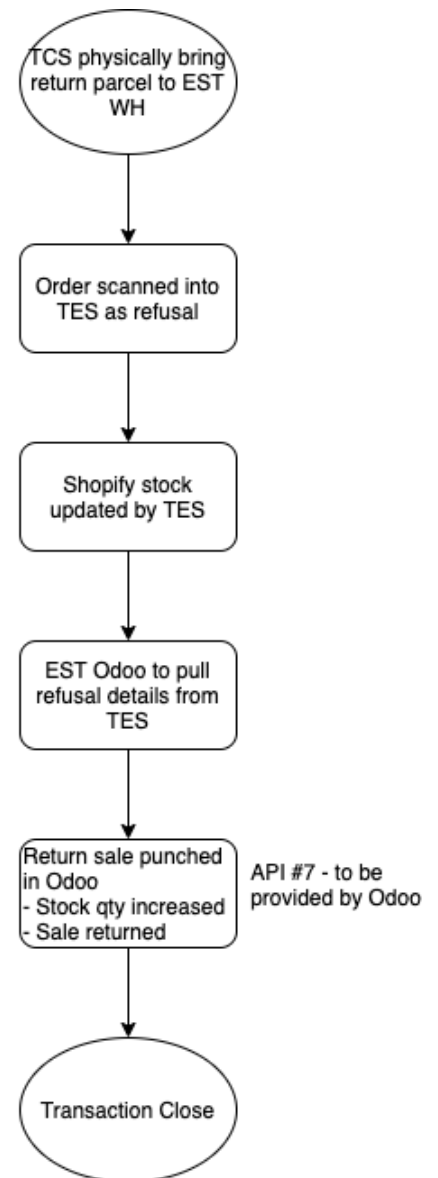 TCS physically bring
return parcel to EST
WH
Order scanned into
TES as refusal
Shopify stock
updated by TES
EST Odoo to pull
refusal details from
TES
Return sale punched
in Odoo
- Stock qty increased
- Sale returned
API #7 - to be
provided by Odoo
Transaction Close